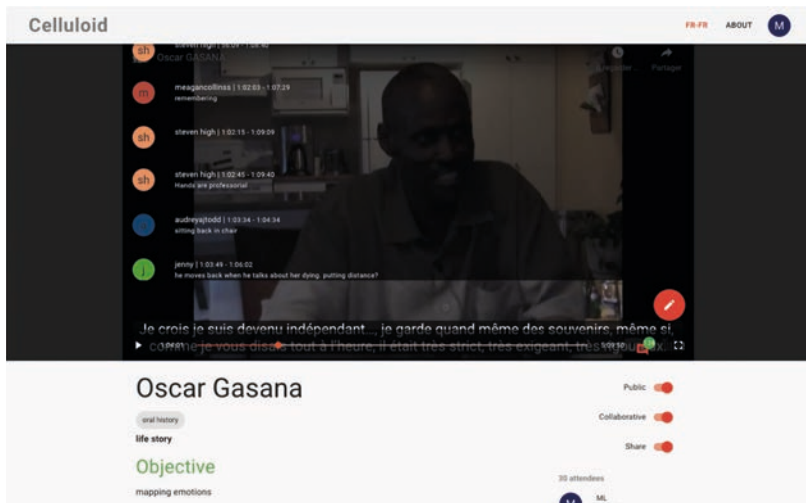 Celluloid
FR-FR ABOUT M
sh steven high | 56:09 - 1:08:40
Oscar GASANA
Partager
m meagancollinss | 1:02:03 - 1:07:29
remembering
sh steven high | 1:02:15 - 1:09:09
sh steven high | 1:02:45 - 1:09:40
Hands are professorial
audreyajtodd | 1:03:34 - 1:04:34
sitting back in chair
j jenny | 1:03:49 - 1:06:02
he moves back when he talks about her dying. putting distance?
Je crois je suis devenu indépendant..., je garde quand même des souvenirs, même si,
comme je vous disais tout à l'heure, il était très strict, très exigeant, très rigoureux.
Oscar Gasana
Public
oral history
Collaborative
life story
Share
Objective
30 attendees
mapping emotions
M ML